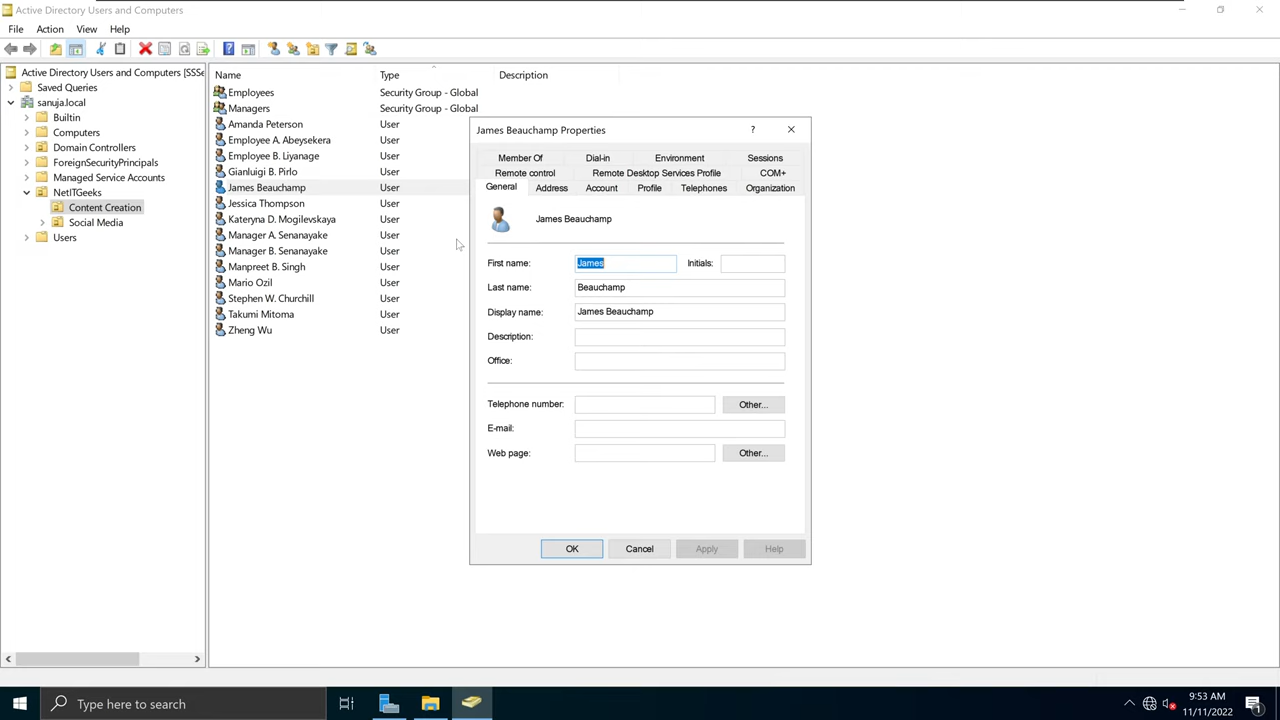 Active Directory Users and Computers
File Action View Help
Active Directory Users and Computers [SSSe
Saved Queries
sanuja.local
Builtin
Computers
Domain Controllers
ForeignSecurityPrincipals
Managed Service Accounts
NetITGeeks
Content Creation
Social Media
Users
Name Type Description
Employees Security Group - Global
Managers Security Group - Global
Amanda Peterson User
Employee A. Abeysekera User
Employee B. Liyanage User
Gianluigi B. Pirlo User
James Beauchamp User
Jessica Thompson User
Kateryna D. Mogilevskaya User
Manager A. Senanayake User
Manager B. Senanayake User
Manpreet B. Singh User
Mario Ozil User
Stephen W. Churchill User
Takumi Mitoma User
Zheng Wu User
James Beauchamp Properties ?
Member Of Dial-in Environment Sessions
Remote control Remote Desktop Services Profile COM+
General Address Account Profile Telephones Organization
James Beauchamp
First name: James Initials:
Last name: Beauchamp
Display name: James Beauchamp
Description:
Office:
Telephone number: Other...
E-mail:
Web page: Other...
OK Cancel Apply Help
Type here to search
9:53 AM
11/11/2022
1